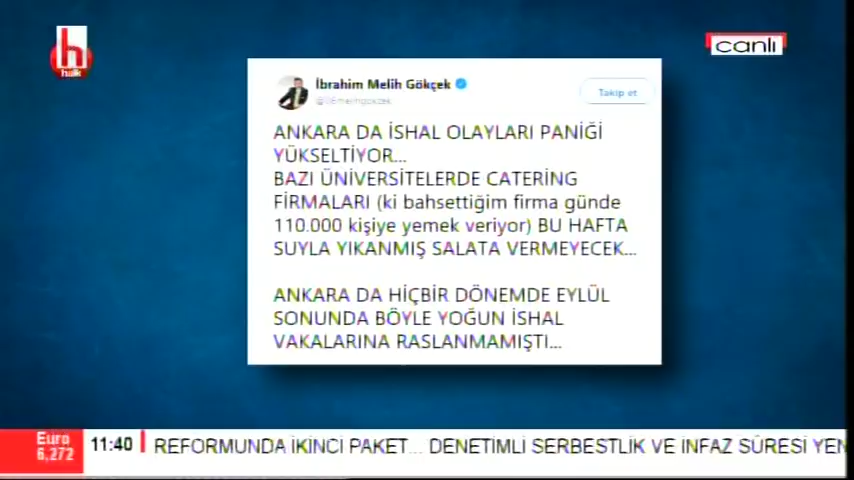 h
halk
canlı
İbrahim Melih Gökçek
@06melihgokcek
Takip et
ANKARA DA İSHAL OLAYLARI PANİĞİ
YÜKSELTİYOR...
BAZI ÜNİVERSİTELERDE CATERING
FİRMALARI (ki bahsettiğim firma günde
110.000 kişiye yemek veriyor) BU HAFTA
SUYLA YIKANMIŞ SALATA VERMEYECEK...
ANKARA DA HİÇBİR DÖNEMDE EYLÜL
SONUNDA BÖYLE YOĞUN İSHAL
VAKALARINA RASLANMAMIŞTI...
Euro
6,272
11:40
REFORMUNDA İKİNCİ PAKET... DENETİMLİ SERBESTLİK VE İNFAZ SÜRESİ YEN